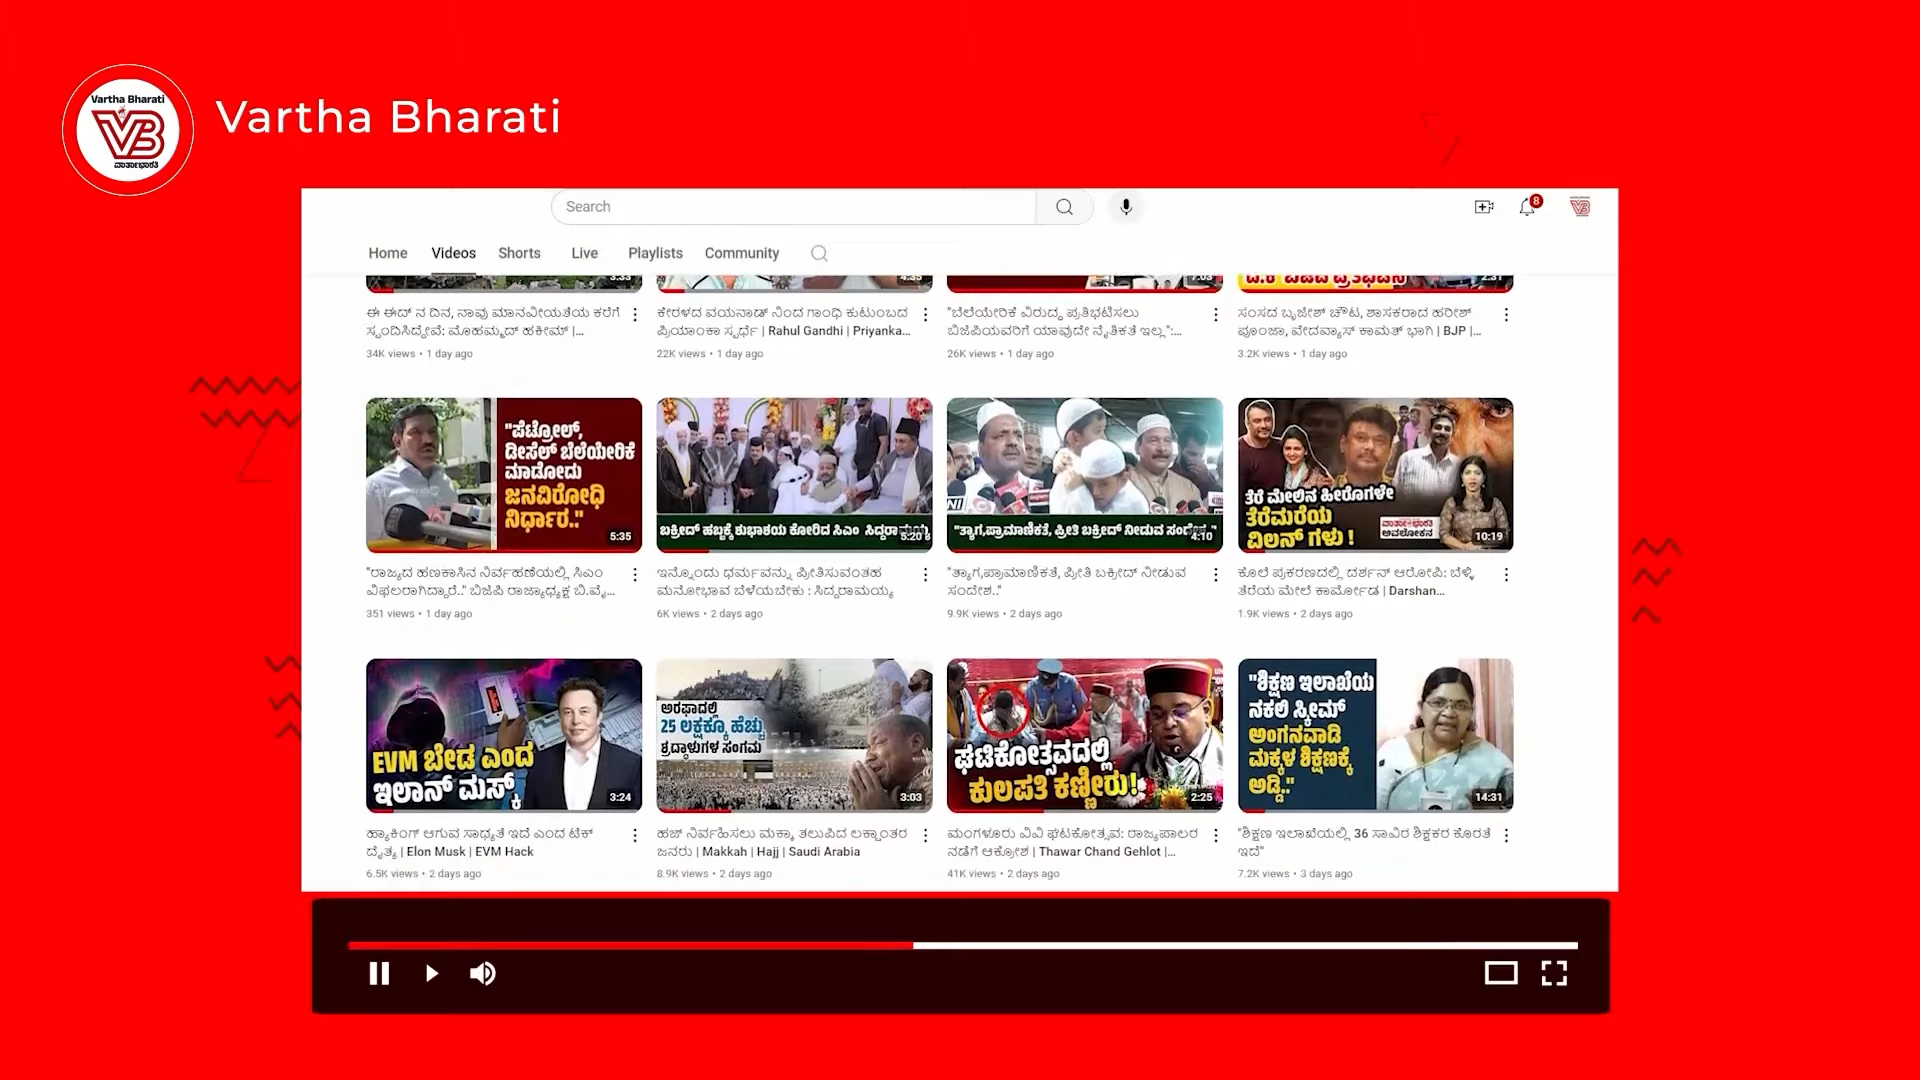 Vartha Bharati
VB
ವಾರ್ತಾಭಾರತಿ
Vartha Bharati
Search
8
Home Videos Shorts Live Playlists Community
3:33
4:35
7:03
2:31
ಈ ಈದ್ ನ ದಿನ, ನಾವು ಮಾನವೀಯತೆಯ ಕರೆಗೆ
ಸ್ಪಂದಿಸಿದ್ದೇವೆ: ಮೊಹಮ್ಮದ್ ಹಕೀಮ್ |...
34K views • 1 day ago
ಕೇರಳದ ವಯನಾಡ್ ನಿಂದ ಗಾಂಧಿ ಕುಟುಂಬದ
ಪ್ರಿಯಾಂಕಾ ಸ್ಪರ್ಧೆ | Rahul Gandhi | Priyanka...
22K views • 1 day ago
"ಬೆಲೆಯೇರಿಕೆ ವಿರುದ್ಧ ಪ್ರತಿಭಟಿಸಲು
ಬಿಜೆಪಿಯವರಿಗೆ ಯಾವುದೇ ನೈತಿಕತೆ ಇಲ್ಲ":...
26K views • 1 day ago
ಸಂಸದ ಬೃಜೇಶ್ ಚೌಟ, ಶಾಸಕರಾದ ಹರೀಶ್
ಪೂಂಜಾ, ವೇದವ್ಯಾಸ್ ಕಾಮತ್ ಭಾಗಿ | BJP |...
3.2K views • 1 day ago
"ಪೆಟ್ರೋಲ್,
ಡೀಸೆಲ್ ಬೆಲೆಯೇರಿಕೆ
ಮಾಡೋದು
ಜನವಿರೋಧಿ
ನಿರ್ಧಾರ.."
5:35
"ರಾಜ್ಯದ ಹಣಕಾಸಿನ ನಿರ್ವಹಣೆಯಲ್ಲಿ ಸಿಎಂ
ವಿಫಲರಾಗಿದ್ದಾರೆ.." ಬಿಜೆಪಿ ರಾಜ್ಯಾಧ್ಯಕ್ಷ ಬಿ.ವೈ...
351 views • 1 day ago
ಬಕ್ರೀದ್ ಹಬ್ಬಕ್ಕೆ ಶುಭಾಶಯ ಕೋರಿದ ಸಿಎಂ ಸಿದ್ದರಾಮಯ್ಯ
5:20
ಇನ್ನೊಂದು ಧರ್ಮವನ್ನು ಪ್ರೀತಿಸುವಂತಹ
ಮನೋಭಾವ ಬೆಳೆಯಬೇಕು : ಸಿದ್ದರಾಮಯ್ಯ
6K views • 2 days ago
"ತ್ಯಾಗ,ಪ್ರಾಮಾಣಿಕತೆ, ಪ್ರೀತಿ ಬಕ್ರೀದ್ ನೀಡುವ ಸಂದೇಶ.."
4:10
"ತ್ಯಾಗ,ಪ್ರಾಮಾಣಿಕತೆ, ಪ್ರೀತಿ ಬಕ್ರೀದ್ ನೀಡುವ
ಸಂದೇಶ.."
9.9K views • 2 days ago
ತೆರೆ ಮೇಲಿನ ಹೀರೊಗಳೇ
ತೆರೆಮರೆಯ
ವಿಲನ್ ಗಳು !
ವಾರ್ತಾಭಾರತಿ
ಅವಲೋಕನ
10:19
ಕೊಲೆ ಪ್ರಕರಣದಲ್ಲಿ ದರ್ಶನ್ ಆರೋಪಿ: ಬೆಳ್ಳಿ
ತೆರೆಯ ಮೇಲೆ ಕಾರ್ಮೋಡ | Darshan...
1.9K views • 2 days ago
EVM ಬೇಡ ಎಂದ
ಇಲಾನ್ ಮಸ್ಕ್
3:24
ಹ್ಯಾಕಿಂಗ್ ಆಗುವ ಸಾಧ್ಯತೆ ಇದೆ ಎಂದ ಟೆಕ್
ದೈತ್ಯ | Elon Musk | EVM Hack
6.5K views • 2 days ago
ಅರಫಾದಲ್ಲಿ
25 ಲಕ್ಷಕ್ಕೂ ಹೆಚ್ಚು
ಶ್ರದ್ಧಾಳುಗಳ ಸಂಗಮ
3:03
ಹಜ್ ನಿರ್ವಹಿಸಲು ಮಕ್ಕಾ ತಲುಪಿದ ಲಕ್ಷಾಂತರ
ಜನರು | Makkah | Hajj | Saudi Arabia
8.9K views • 2 days ago
ಘಟಿಕೋತ್ಸವದಲ್ಲಿ
ಕುಲಪತಿ ಕಣ್ಣೀರು!
2:25
ಮಂಗಳೂರು ವಿವಿ ಘಟಿಕೋತ್ಸವ: ರಾಜ್ಯಪಾಲರ
ನಡೆಗೆ ಆಕ್ರೋಶ | Thawar Chand Gehlot |...
41K views • 2 days ago
"ಶಿಕ್ಷಣ ಇಲಾಖೆಯ
ನಕಲಿ ಸ್ಕೀಮ್
ಅಂಗನವಾಡಿ
ಮಕ್ಕಳ ಶಿಕ್ಷಣಕ್ಕೆ
ಅಡ್ಡಿ.."
14:31
"ಶಿಕ್ಷಣ ಇಲಾಖೆಯಲ್ಲಿ 36 ಸಾವಿರ ಶಿಕ್ಷಕರ ಕೊರತೆ
ಇದೆ"
7.2K views • 3 days ago